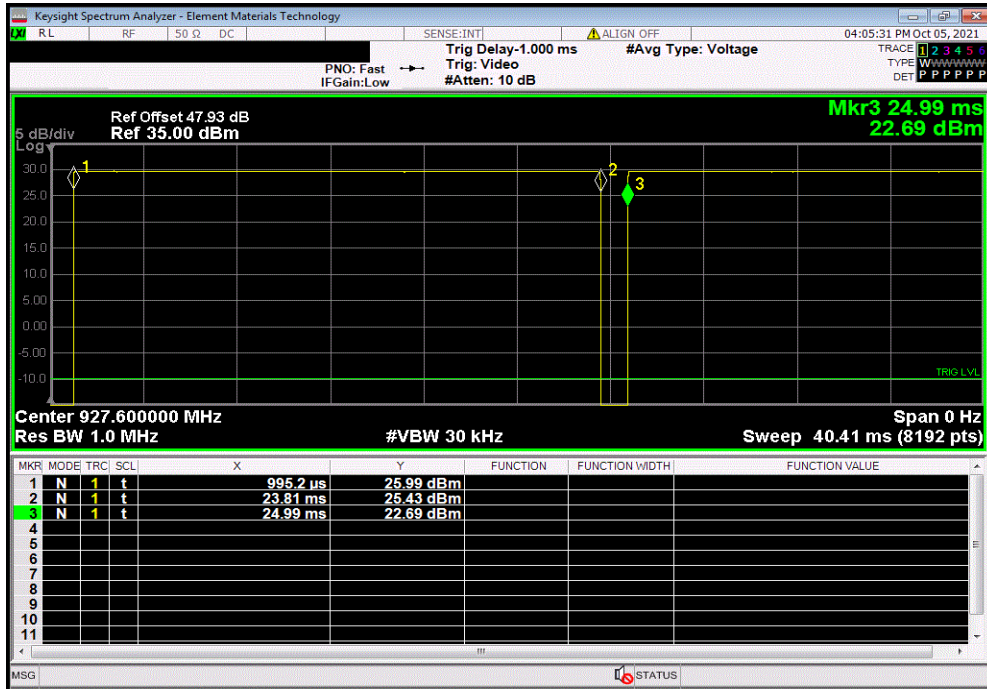 Keysight Spectrum Analyzer - Element Materials Technology
LXI RL RF 50 Ω DC SENSE:INT ALIGN OFF 04:05:31 PM Oct 05, 2021
Trig Delay-1.000 ms #Avg Type: Voltage TRACE 1 2 3 4 5 6
PNO: Fast Trig: Video TYPE WWWWWW
IFGain:Low #Atten: 10 dB DET P P P P P P
Mkr3 24.99 ms
22.69 dBm
Ref Offset 47.93 dB
5 dB/div Ref 35.00 dBm
Log
30.0
25.0
20.0
15.0
10.0
5.00
0.00
-5.00
-10.0
1
2
3
TRIG LVL
Center 927.600000 MHz Span 0 Hz
Res BW 1.0 MHz #VBW 30 kHz Sweep 40.41 ms (8192 pts)
MKR MODE TRC SCL X Y FUNCTION FUNCTION WIDTH FUNCTION VALUE
1 N 1 t 995.2 µs 25.99 dBm
2 N 1 t 23.81 ms 25.43 dBm
3 N 1 t 24.99 ms 22.69 dBm
4
5
6
7
8
9
10
11
MSG STATUS